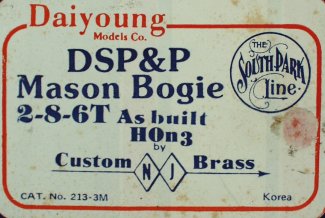 Daiyoung
Models Co.
DSP&P
Mason Bogie
2-8-6T As built
HOn3
by
Custom NJ Brass
THE
SOUTH PARK
LINE
CAT. No. 213-3M
Korea